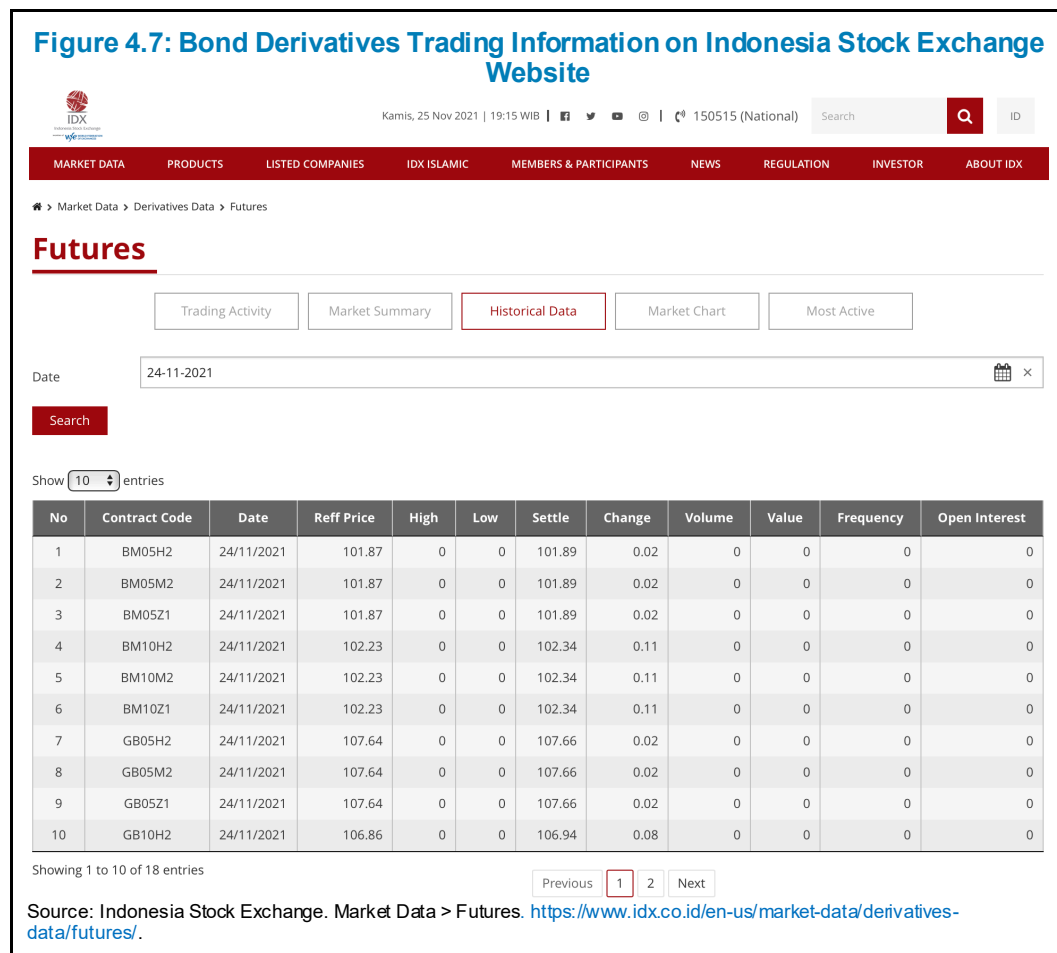 Figure 4.7: Bond Derivatives Trading Information on Indonesia Stock Exchange
Website
IDX
Indonesia Stock Exchange
Kamis, 25 Nov 2021 | 19:15 WIB | | 150515 (National) Search ID
MARKET DATA PRODUCTS LISTED COMPANIES IDX ISLAMIC MEMBERS & PARTICIPANTS NEWS REGULATION INVESTOR ABOUT IDX
> Market Data > Derivatives Data > Futures
Futures
Trading Activity Market Summary Historical Data Market Chart Most Active
Date 24-11-2021 ×
Search
Show 10 entries
No Contract Code Date Reff Price High Low Settle Change Volume Value Frequency Open Interest
1 BM05H2 24/11/2021 101.87 0 0 101.89 0.02 0 0 0 0
2 BM05M2 24/11/2021 101.87 0 0 101.89 0.02 0 0 0 0
3 BM05Z1 24/11/2021 101.87 0 0 101.89 0.02 0 0 0 0
4 BM10H2 24/11/2021 102.23 0 0 102.34 0.11 0 0 0 0
5 BM10M2 24/11/2021 102.23 0 0 102.34 0.11 0 0 0 0
6 BM10Z1 24/11/2021 102.23 0 0 102.34 0.11 0 0 0 0
7 GB05H2 24/11/2021 107.64 0 0 107.66 0.02 0 0 0 0
8 GB05M2 24/11/2021 107.64 0 0 107.66 0.02 0 0 0 0
9 GB05Z1 24/11/2021 107.64 0 0 107.66 0.02 0 0 0 0
10 GB10H2 24/11/2021 106.86 0 0 106.94 0.08 0 0 0 0
Showing 1 to 10 of 18 entries
Previous 1 2 Next
Source: Indonesia Stock Exchange. Market Data > Futures. https://www.idx.co.id/en-us/market-data/derivatives-
data/futures/.